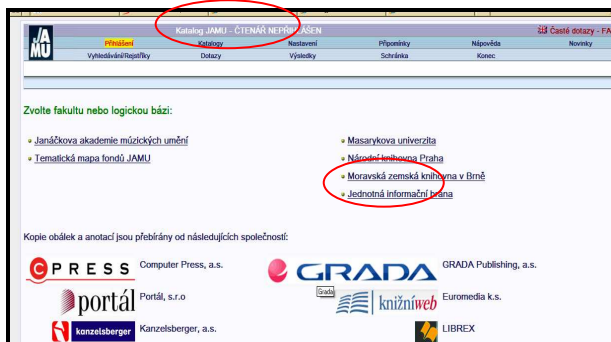 JAMU
Katalog JAMU - ČTENÁŘ NEPŘIHLÁŠEN
Časté dotazy - FA
Přihlášení Katalogy Nastavení Připomínky Nápověda Novinky
Vyhledávání/Rejstříky Dotazy Výsledky Schránka Konec
Zvolte fakultu nebo logickou bázi:
Janáčkova akademie múzických umění
Tematická mapa fondů JAMU
Masarykova univerzita
Národní knihovna Praha
Moravská zemská knihovna v Brně
Jednotná informační brána
Kopie obálek a anotací jsou přebírány od následujících společností:
CPRESS Computer Press, a.s.
GRADA GRADA Publishing, a.s.
Grada
portál Portál, s.r.o
knižníweb Euromedia k.s.
kanzelsberger Kanzelsberger, a.s.
LIBREX